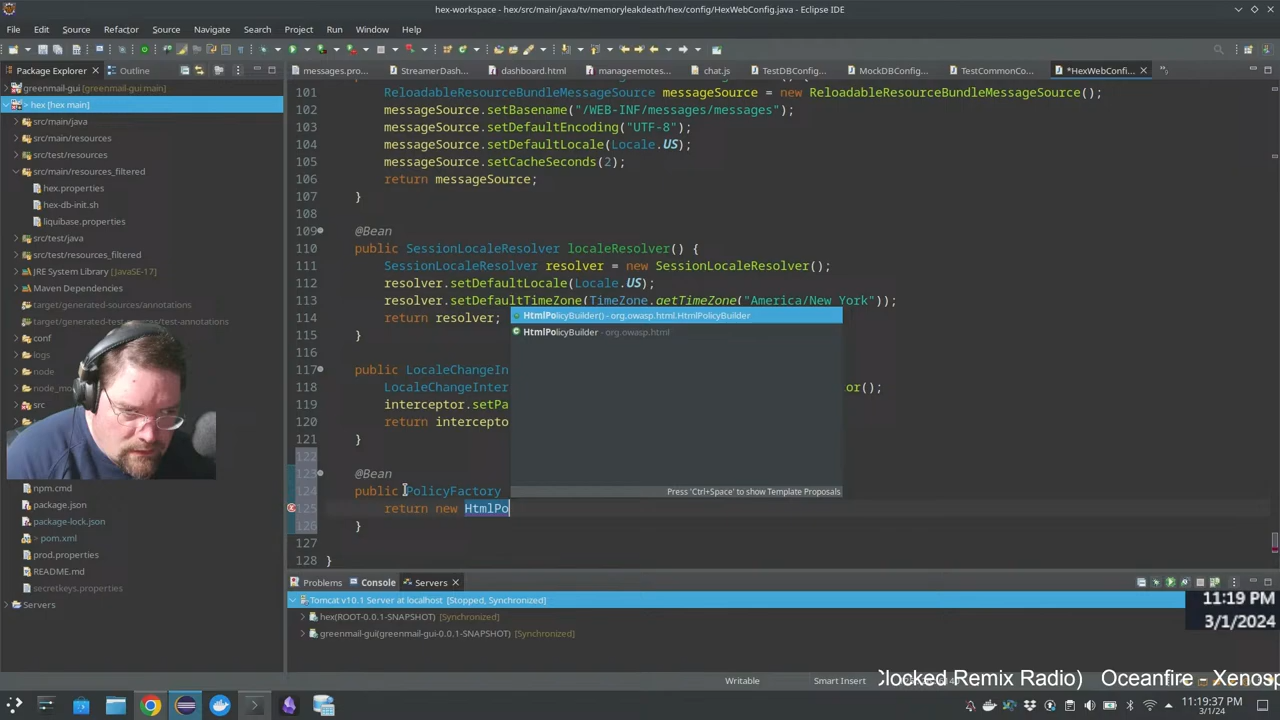 hex-workspace - hex/src/main/java/tv/memoryleakdeath/hex/config/HexWebConfig.java - Eclipse IDE
File Edit Source Refactor Source Navigate Search Project Run Window Help
Package Explorer Outline
messages.pro... StreamerDash... dashboard.html manageemotes... chat.js TestDBConfig... MockDBConfig... TestCommonCo... *HexWebConfig....
greenmail-gui [greenmail-gui main]
> hex [hex main]
src/main/java
src/main/resources
src/test/resources
src/main/resources_filtered
hex.properties
hex-db-init.sh
liquibase.properties
src/test/java
src/test/resources_filtered
JRE System Library [JavaSE-17]
Maven Dependencies
target/generated-sources/annotations
target/generated-sources/test-annotations
conf
logs
node
src
npm.cmd
package.json
package-lock.json
> pom.xml
prod.properties
README.md
secretkeys.properties
Servers
101 ReloadableResourceBundleMessageSource messageSource = new ReloadableResourceBundleMessageSource();
102 messageSource.setBasename("/WEB-INF/messages/messages");
103 messageSource.setDefaultEncoding("UTF-8");
104 messageSource.setDefaultLocale(Locale.US);
105 messageSource.setCacheSeconds(2);
106 return messageSource;
107 }
108
109 @Bean
110 public SessionLocaleResolver localeResolver() {
111 SessionLocaleResolver resolver = new SessionLocaleResolver();
112 resolver.setDefaultLocale(Locale.US);
113 resolver.setDefaultTimeZone(TimeZone.getTimeZone("America/New_York"));
114 return resolver;
115 }
116
117 public LocaleChangeIn
118 LocaleChangeInter or();
119 interceptor.setPa
120 return intercepto
121 }
122
123 @Bean
124 public PolicyFactory
125 return new HtmlPo
126 }
127
128 }
HtmlPolicyBuilder() - org.owasp.html.HtmlPolicyBuilder
HtmlPolicyBuilder - org.owasp.html
Press 'Ctrl+Space' to show Template Proposals
Problems Console Servers
Tomcat v10.1 Server at localhost [Stopped, Synchronized]
hex(ROOT-0.0.1-SNAPSHOT) [Synchronized]
greenmail-gui(greenmail-gui-0.0.1-SNAPSHOT) [Synchronized]
11:19 PM
3/1/2024
locked Remix Radio) Oceanfire - Xenosp
Writable Smart Insert
11:19:37 PM
3/1/24